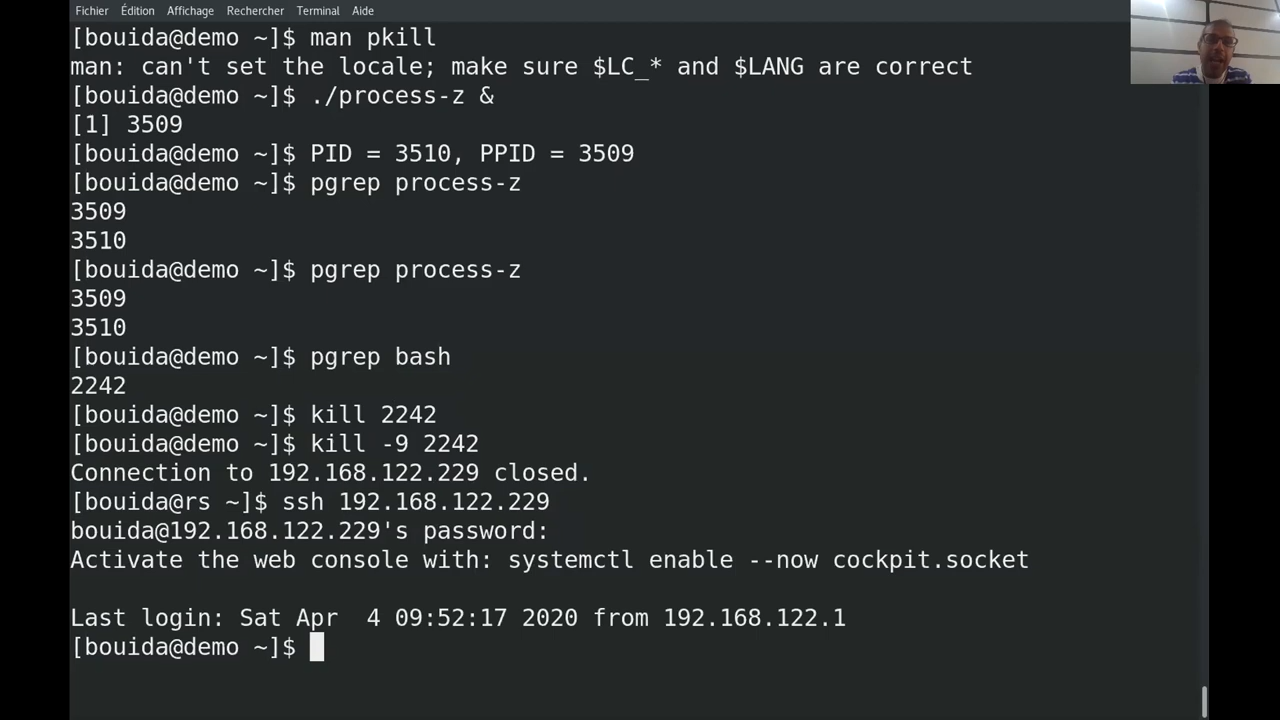 Fichier Édition Affichage Rechercher Terminal Aide
[bouida@demo ~]$ man pkill
man: can't set the locale; make sure $LC_* and $LANG are correct
[bouida@demo ~]$ ./process-z &
[1] 3509
[bouida@demo ~]$ PID = 3510, PPID = 3509
[bouida@demo ~]$ pgrep process-z
3509
3510
[bouida@demo ~]$ pgrep process-z
3509
3510
[bouida@demo ~]$ pgrep bash
2242
[bouida@demo ~]$ kill 2242
[bouida@demo ~]$ kill -9 2242
Connection to 192.168.122.229 closed.
[bouida@rs ~]$ ssh 192.168.122.229
bouida@192.168.122.229's password:
Activate the web console with: systemctl enable --now cockpit.socket
Last login: Sat Apr  4 09:52:17 2020 from 192.168.122.1
[bouida@demo ~]$